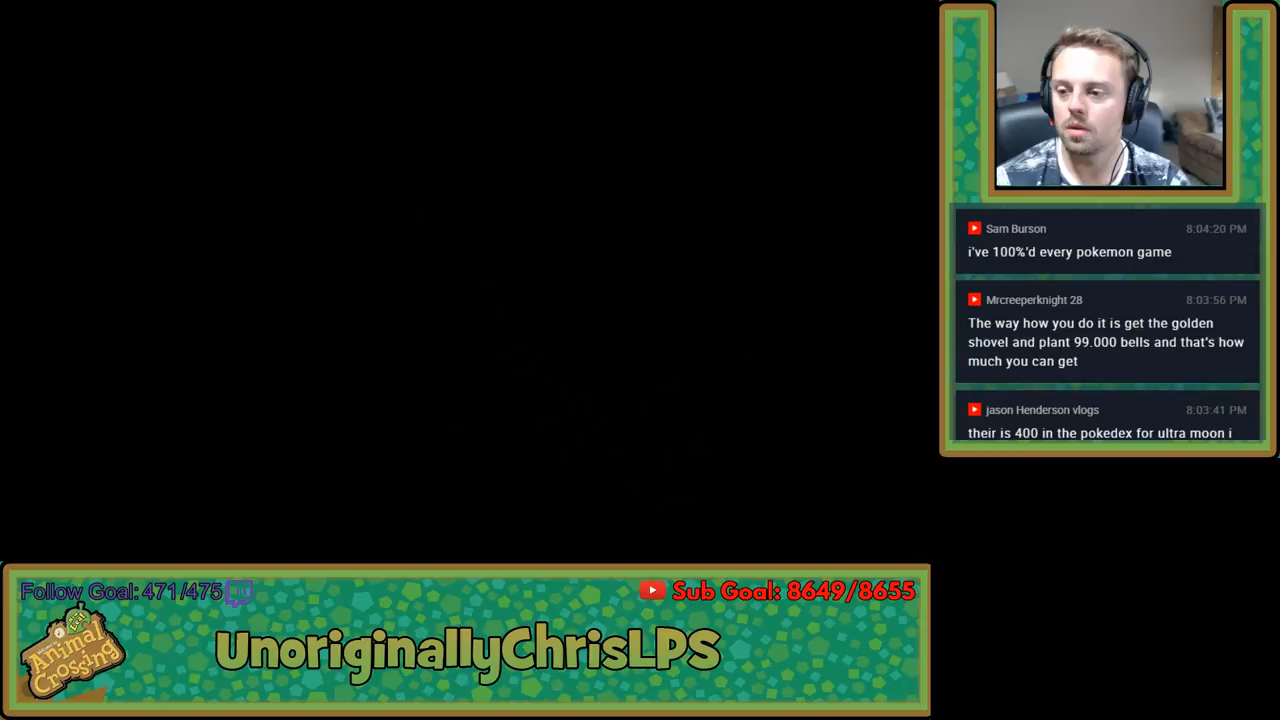 Sam Burson 8:04:20 PM
i've 100%'d every pokemon game
Mrcreeperknight 28 8:03:56 PM
The way how you do it is get the golden
shovel and plant 99.000 bells and that's how
much you can get
jason Henderson vlogs 8:03:41 PM
their is 400 in the pokedex for ultra moon i
Follow Goal: 471/475
Sub Goal: 8649/8655
Animal
Crossing
UnoriginallyChrisLPS